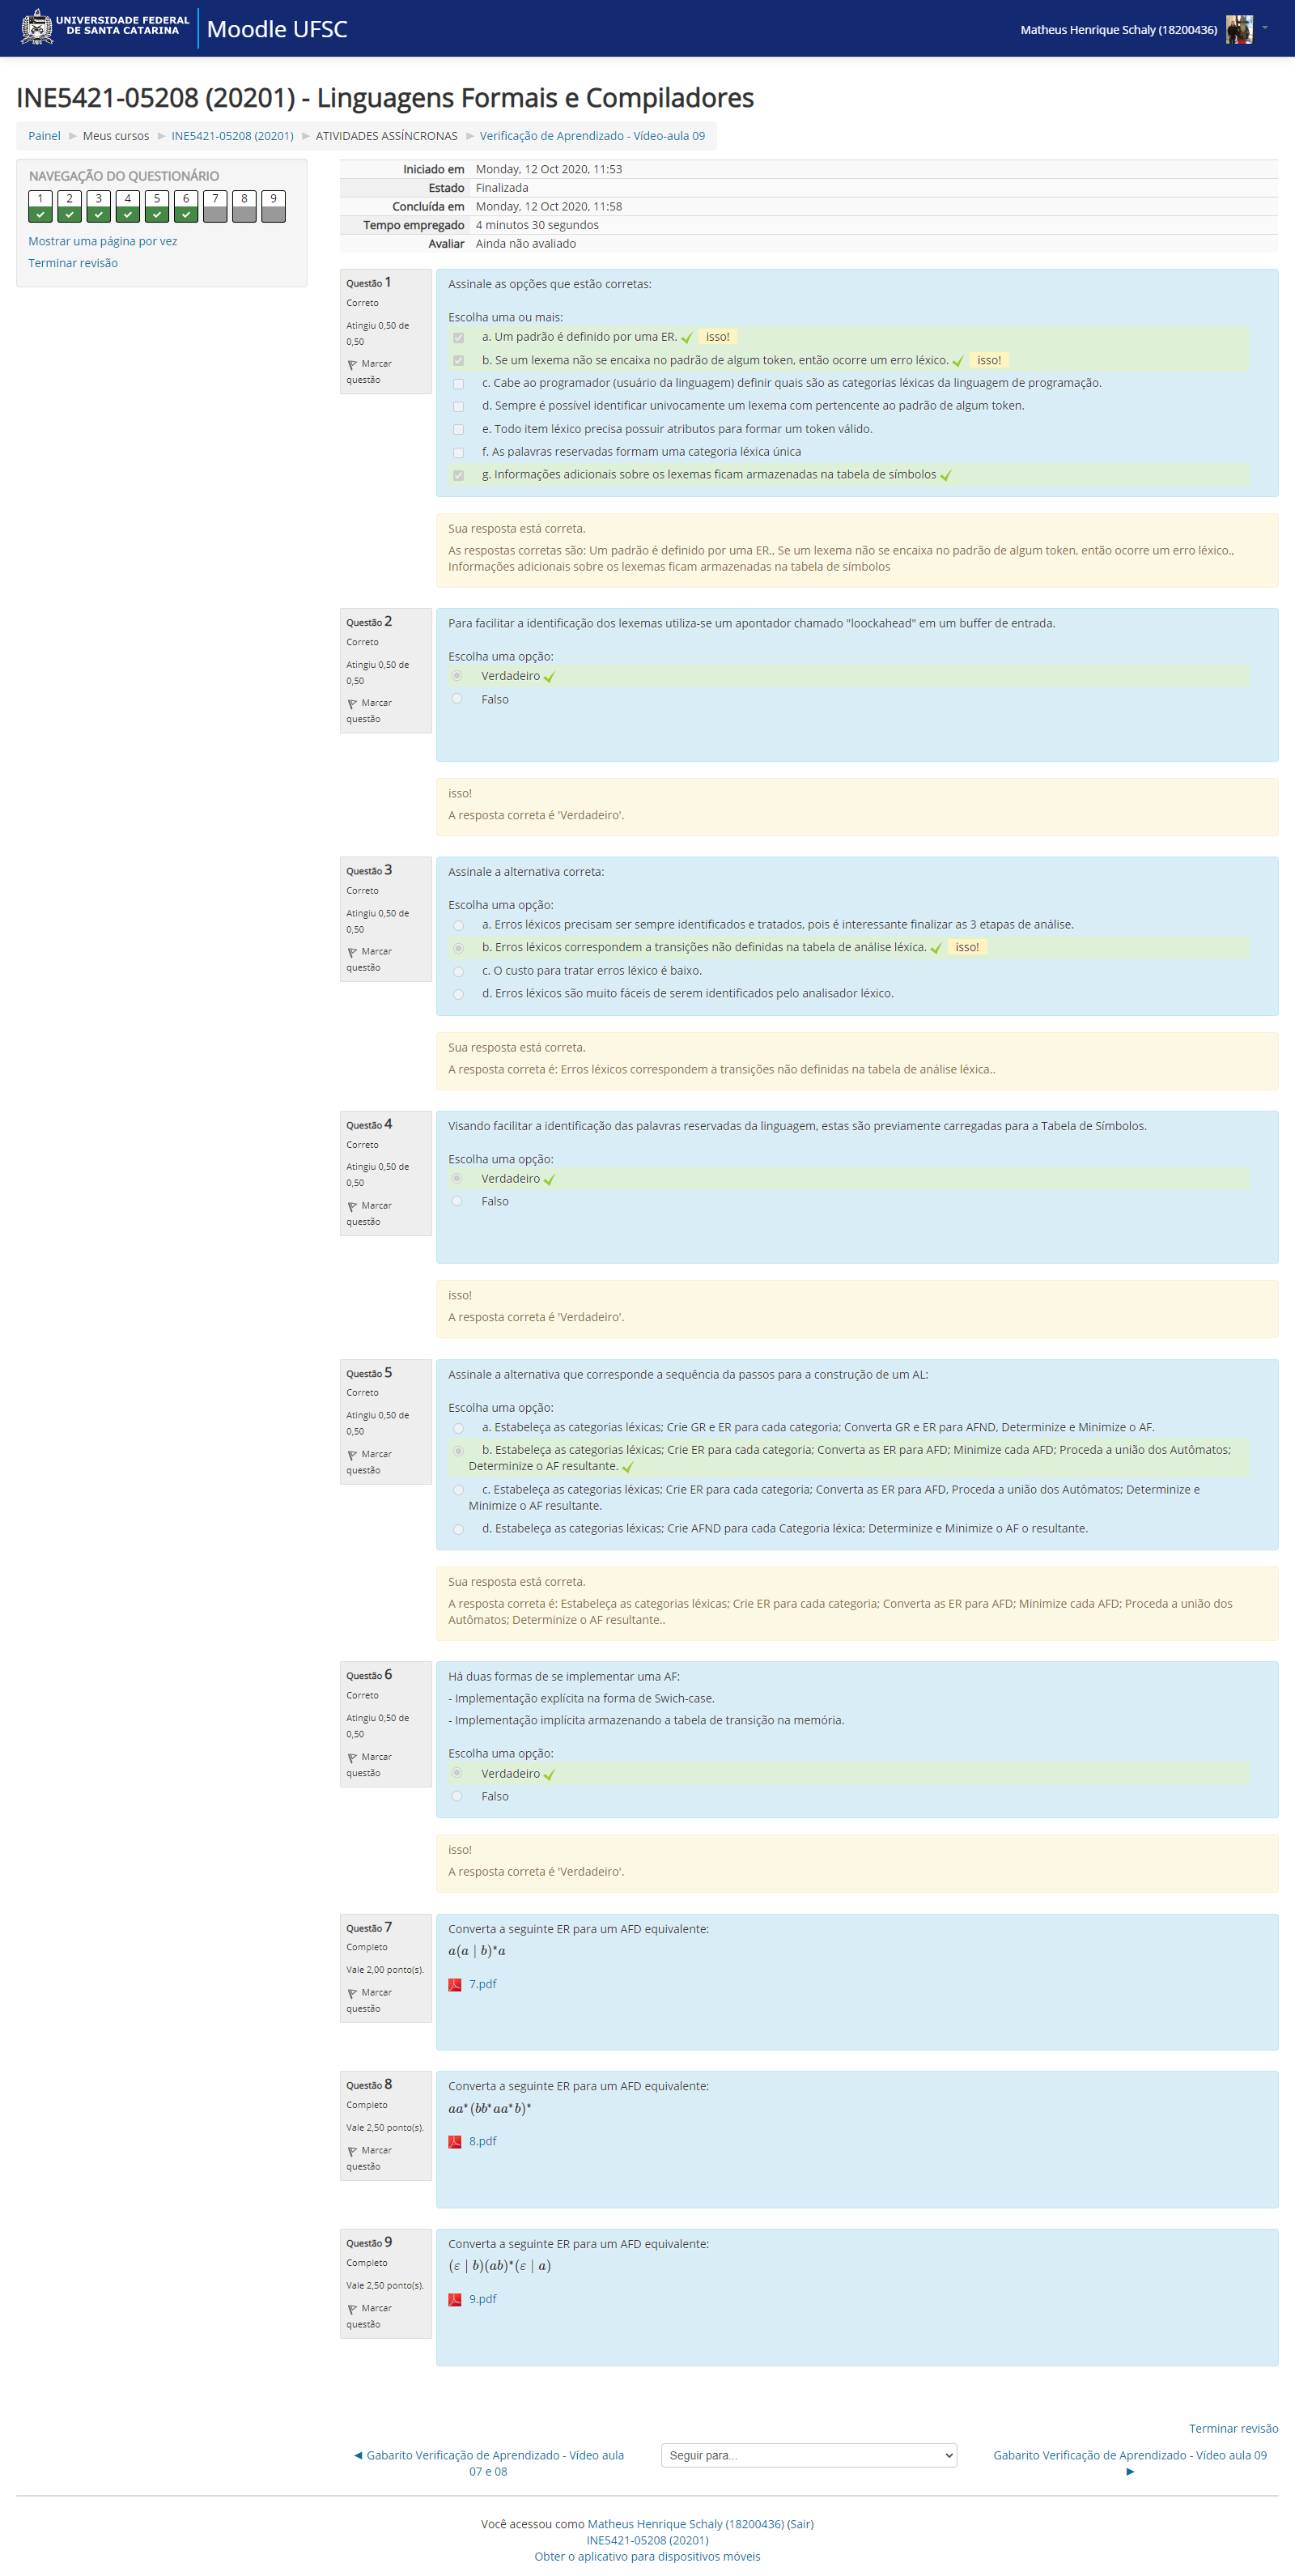 UNIVERSIDADE FEDERAL
DE SANTA CATARINA
Moodle UFSC
Matheus Henrique Schaly (18200436)
INE5421-05208 (20201) - Linguagens Formais e Compiladores
Painel ► Meus cursos ► INE5421-05208 (20201) ► ATIVIDADES ASSÍNCRONAS ► Verificação de Aprendizado - Vídeo-aula 09
NAVEGAÇÃO DO QUESTIONÁRIO
1 2 3 4 5 6 7 8 9
Mostrar uma página por vez
Terminar revisão
Iniciado em Monday, 12 Oct 2020, 11:53
Estado Finalizada
Concluída em Monday, 12 Oct 2020, 11:58
Tempo empregado 4 minutos 30 segundos
Avaliar Ainda não avaliado
Questão 1
Correto
Atingiu 0,50 de
0,50
Marcar
questão
Assinale as opções que estão corretas:
Escolha uma ou mais:
a. Um padrão é definido por uma ER. isso!
b. Se um lexema não se encaixa no padrão de algum token, então ocorre um erro léxico. isso!
c. Cabe ao programador (usuário da linguagem) definir quais são as categorias léxicas da linguagem de programação.
d. Sempre é possível identificar univocamente um lexema com pertencente ao padrão de algum token.
e. Todo item léxico precisa possuir atributos para formar um token válido.
f. As palavras reservadas formam uma categoria léxica única
g. Informações adicionais sobre os lexemas ficam armazenadas na tabela de símbolos
Sua resposta está correta.
As respostas corretas são: Um padrão é definido por uma ER., Se um lexema não se encaixa no padrão de algum token, então ocorre um erro léxico.,
Informações adicionais sobre os lexemas ficam armazenadas na tabela de símbolos
Questão 2
Correto
Atingiu 0,50 de
0,50
Marcar
questão
Para facilitar a identificação dos lexemas utiliza-se um apontador chamado "loockahead" em um buffer de entrada.
Escolha uma opção:
Verdadeiro
Falso
isso!
A resposta correta é 'Verdadeiro'.
Questão 3
Correto
Atingiu 0,50 de
0,50
Marcar
questão
Assinale a alternativa correta:
Escolha uma opção:
a. Erros léxicos precisam ser sempre identificados e tratados, pois é interessante finalizar as 3 etapas de análise.
b. Erros léxicos correspondem a transições não definidas na tabela de análise léxica. isso!
c. O custo para tratar erros léxico é baixo.
d. Erros léxicos são muito fáceis de serem identificados pelo analisador léxico.
Sua resposta está correta.
A resposta correta é: Erros léxicos correspondem a transições não definidas na tabela de análise léxica..
Questão 4
Correto
Atingiu 0,50 de
0,50
Marcar
questão
Visando facilitar a identificação das palavras reservadas da linguagem, estas são previamente carregadas para a Tabela de Símbolos.
Escolha uma opção:
Verdadeiro
Falso
isso!
A resposta correta é 'Verdadeiro'.
Questão 5
Correto
Atingiu 0,50 de
0,50
Marcar
questão
Assinale a alternativa que corresponde a sequência da passos para a construção de um AL:
Escolha uma opção:
a. Estabeleça as categorias léxicas; Crie GR e ER para cada categoria; Converta GR e ER para AFND, Determinize e Minimize o AF.
b. Estabeleça as categorias léxicas; Crie ER para cada categoria; Converta as ER para AFD; Minimize cada AFD; Proceda a união dos Autômatos;
Determinize o AF resultante.
c. Estabeleça as categorias léxicas; Crie ER para cada categoria; Converta as ER para AFD, Proceda a união dos Autômatos; Determinize e
Minimize o AF resultante.
d. Estabeleça as categorias léxicas; Crie AFND para cada Categoria léxica; Determinize e Minimize o AF o resultante.
Sua resposta está correta.
A resposta correta é: Estabeleça as categorias léxicas; Crie ER para cada categoria; Converta as ER para AFD; Minimize cada AFD; Proceda a união dos
Autômatos; Determinize o AF resultante..
Questão 6
Correto
Atingiu 0,50 de
0,50
Marcar
questão
Há duas formas de se implementar uma AF:
- Implementação explícita na forma de Swich-case.
- Implementação implícita armazenando a tabela de transição na memória.
Escolha uma opção:
Verdadeiro
Falso
isso!
A resposta correta é 'Verdadeiro'.
Questão 7
Completo
Vale 2,00 ponto(s).
Marcar
questão
Converta a seguinte ER para um AFD equivalente:
a(a | b)*a
7.pdf
Questão 8
Completo
Vale 2,50 ponto(s).
Marcar
questão
Converta a seguinte ER para um AFD equivalente:
aa*(bb*aa*b)*
8.pdf
Questão 9
Completo
Vale 2,50 ponto(s).
Marcar
questão
Converta a seguinte ER para um AFD equivalente:
(ε | b)(ab)*(ε | a)
9.pdf
Terminar revisão
◄ Gabarito Verificação de Aprendizado - Vídeo aula
07 e 08
Seguir para...
Gabarito Verificação de Aprendizado - Vídeo aula 09
►
Você acessou como Matheus Henrique Schaly (18200436) (Sair)
INE5421-05208 (20201)
Obter o aplicativo para dispositivos móveis